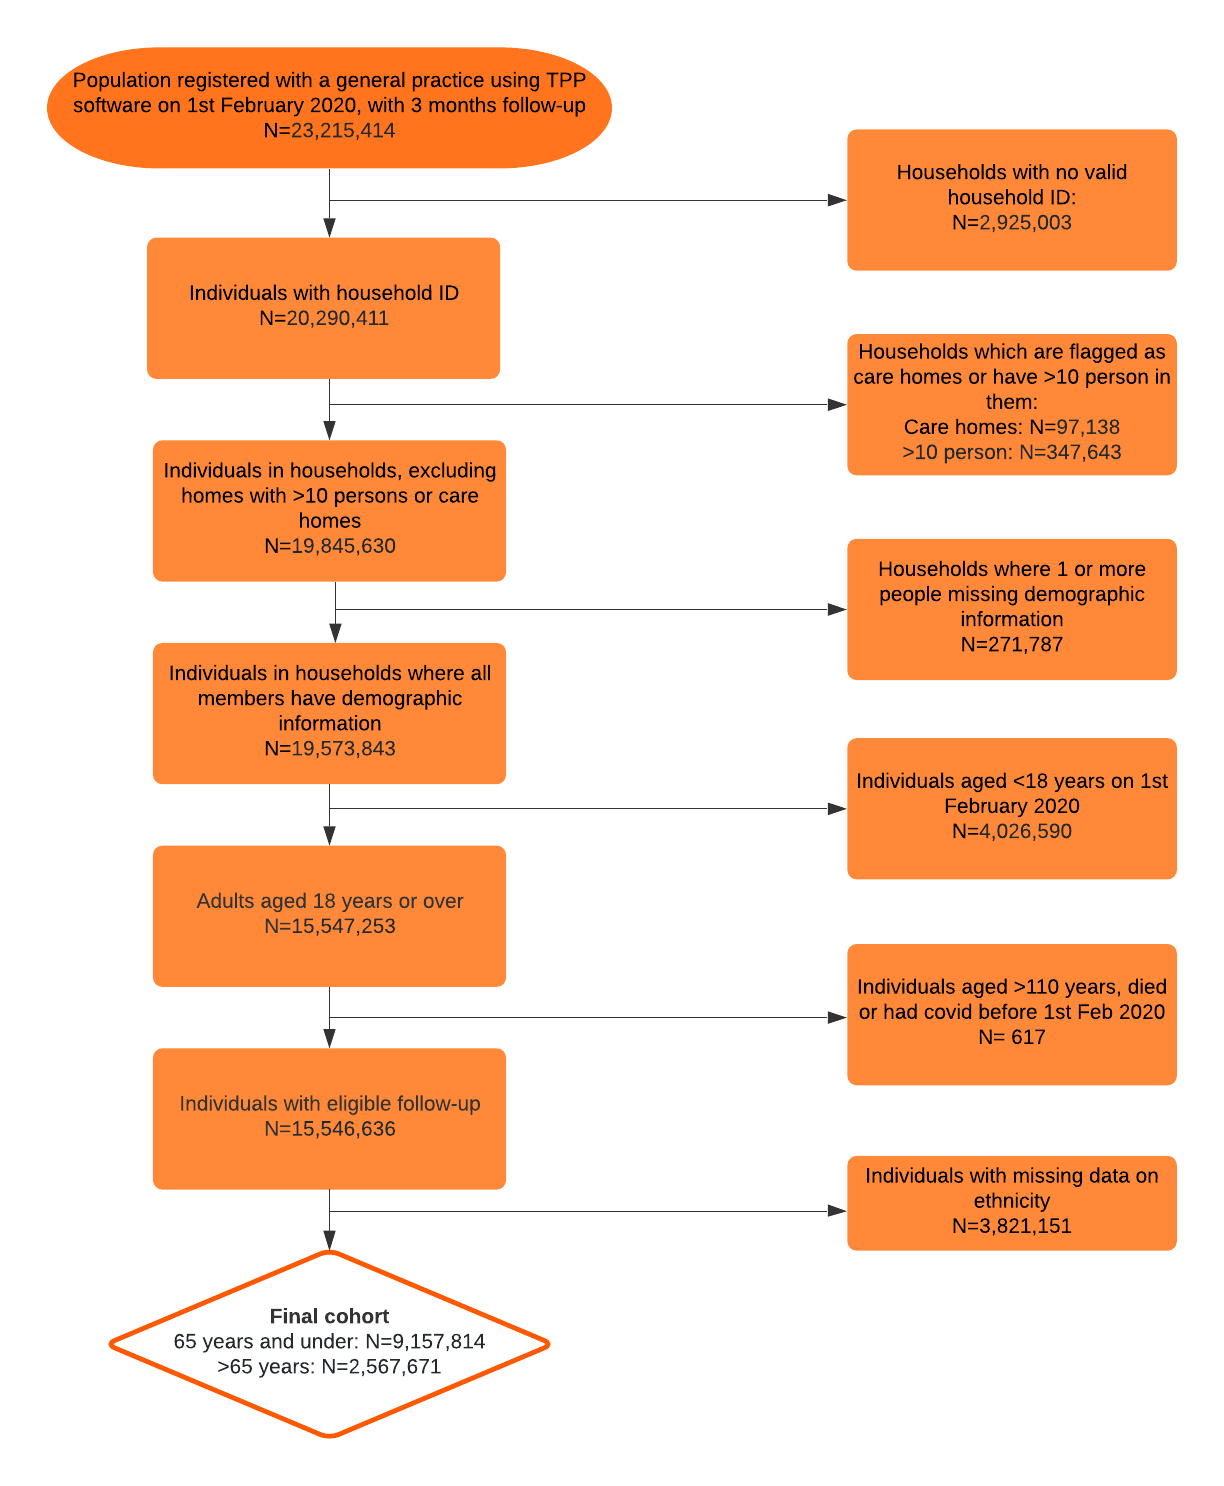 Population registered with a general practice using TPP
software on 1st February 2020, with 3 months follow-up
N=23,215,414
Households with no valid
household ID:
N=2,925,003
Individuals with household ID
N=20,290,411
Households which are flagged as
care homes or have >10 person in
them:
Care homes: N=97,138
>10 person: N=347,643
Individuals in households, excluding
homes with >10 persons or care
homes
N=19,845,630
Households where 1 or more
people missing demographic
information
N=271,787
Individuals in households where all
members have demographic
information
N=19,573,843
Individuals aged <18 years on 1st
February 2020
N=4,026,590
Adults aged 18 years or over
N=15,547,253
Individuals aged >110 years, died
or had covid before 1st Feb 2020
N= 617
Individuals with eligible follow-up
N=15,546,636
Individuals with missing data on
ethnicity
N=3,821,151
Final cohort
65 years and under: N=9,157,814
>65 years: N=2,567,671